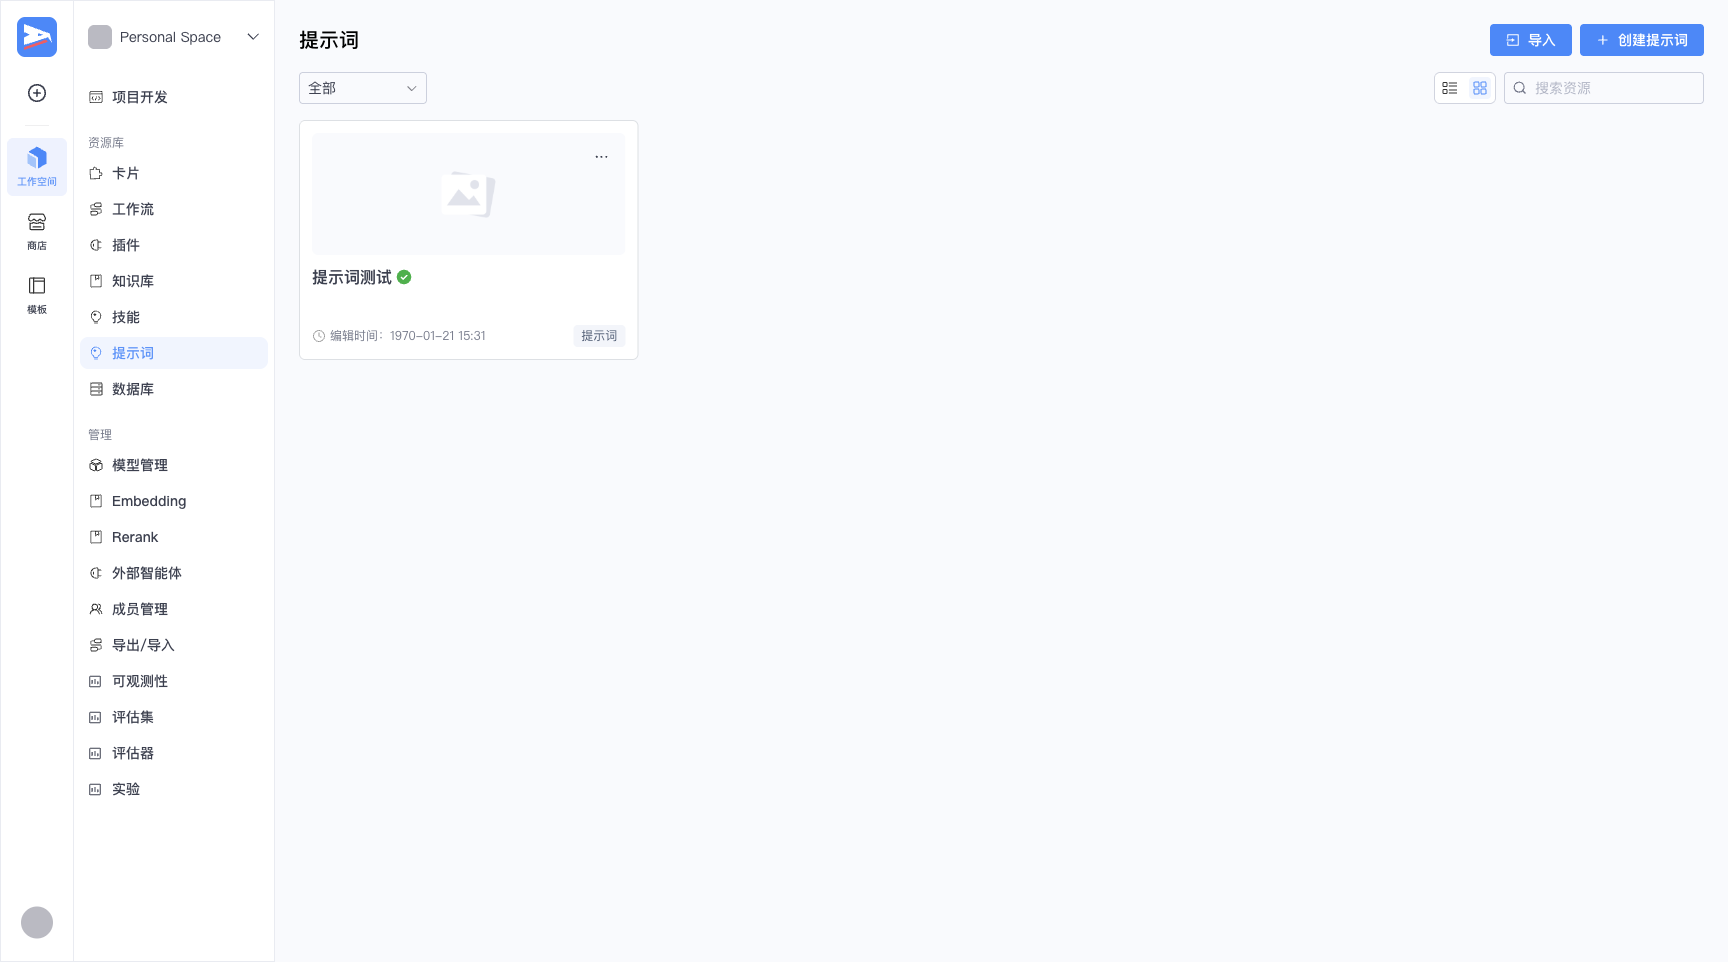 Personal Space
项目开发
资源库
卡片
工作流
插件
知识库
技能
提示词
数据库
管理
模型管理
Embedding
Rerank
外部智能体
成员管理
导出/导入
可观测性
评估集
评估器
实验
工作空间
商店
模板
提示词
导入
创建提示词
全部
搜索资源
提示词测试
编辑时间：1970-01-21 15:31
提示词